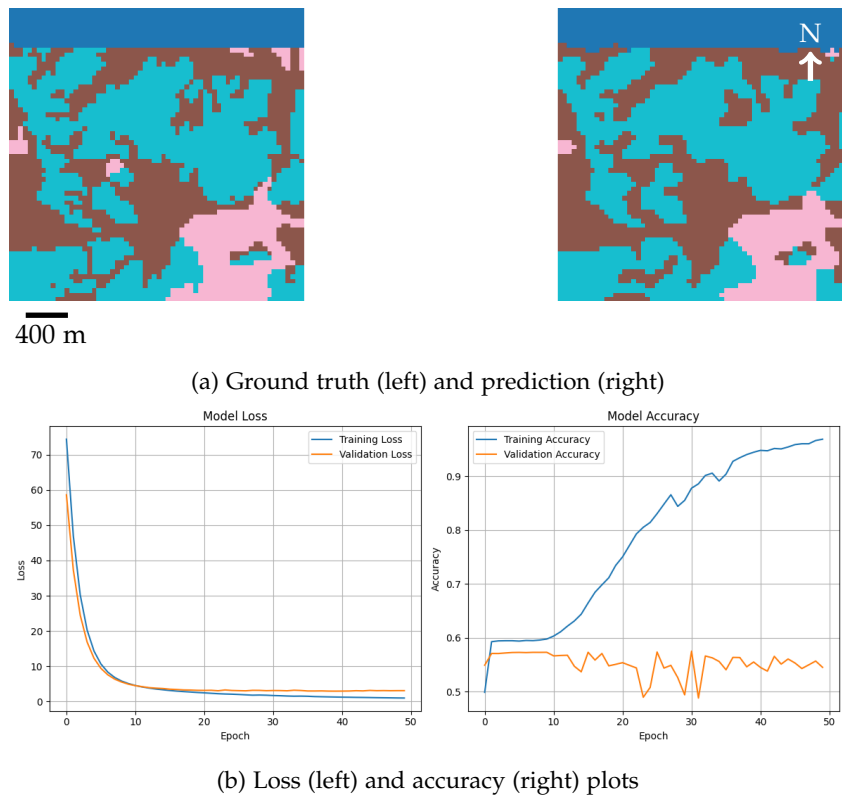 N
400 m
(a) Ground truth (left) and prediction (right)
Model Loss
Training Loss
Validation Loss
70
60
50
40
30
20
10
0
Loss
0 10 20 30 40 50
Epoch
Model Accuracy
Training Accuracy
Validation Accuracy
0.9
0.8
0.7
0.6
0.5
Accuracy
0 10 20 30 40 50
Epoch
(b) Loss (left) and accuracy (right) plots